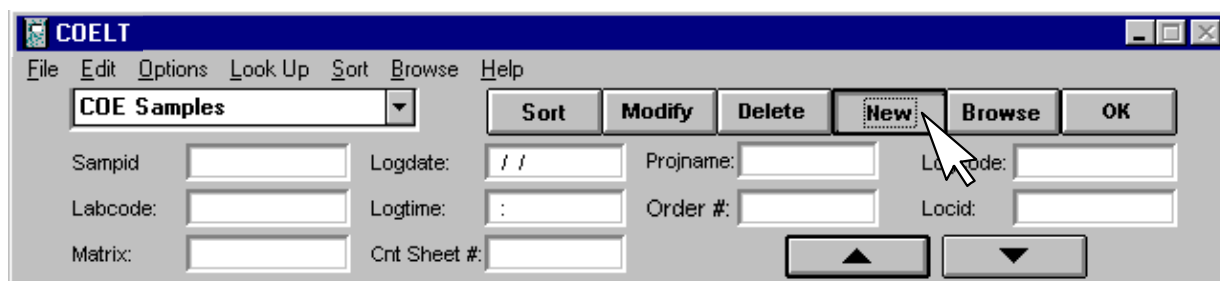 COELT
File Edit Options Look Up Sort Browse Help
COE Samples Sort Modify Delete New Browse OK
Sampid Logdate: / / Projname:
Labcode: Logtime: : Order #: Locid:
Matrix: Cnt Sheet #: